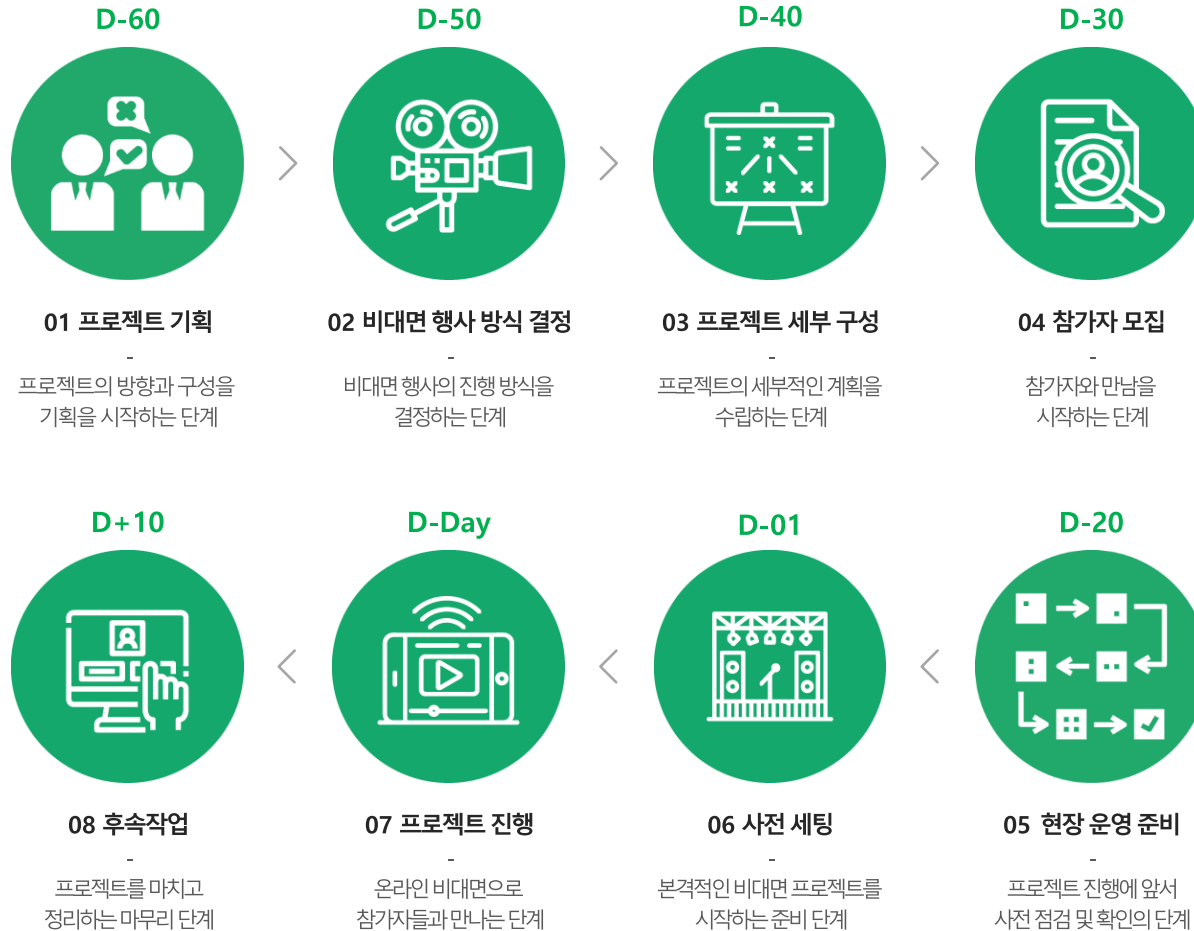 D-60
D-50
D-40
D-30
01 프로젝트 기획
02 비대면 행사 방식 결정
03 프로젝트 세부 구성
04 참가자 모집
-
-
-
-
프로젝트의 방향과 구성을
기획을 시작하는 단계
비대면 행사의 진행 방식을
결정하는 단계
프로젝트의 세부적인 계획을
수립하는 단계
참가자와 만남을
시작하는 단계
D-20
D-01
D-Day
D+10
05 현장 운영 준비
06 사전 세팅
07 프로젝트 진행
08 후속작업
-
-
-
-
프로젝트 진행에 앞서
사전 점검 및 확인의 단계
본격적인 비대면 프로젝트를
시작하는 준비 단계
온라인 비대면으로
참가자들과 만나는 단계
프로젝트를 마치고
정리하는 마무리 단계